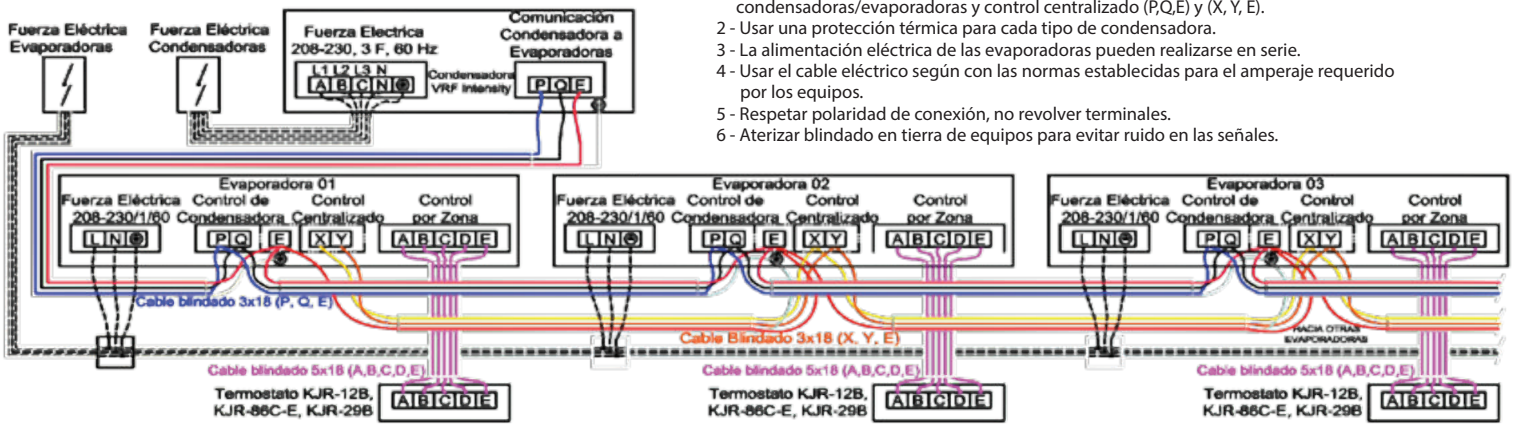 condensadoras/evaporadoras y control centralizado (P,Q,E) y (X, Y, E).
2 - Usar una protección térmica para cada tipo de condensadora.
3 - La alimentación eléctrica de las evaporadoras pueden realizarse en serie.
4 - Usar el cable eléctrico según con las normas establecidas para el amperaje requerido
por los equipos.
5 - Respetar polaridad de conexión, no revolver terminales.
6 - Aterizar blindado en tierra de equipos para evitar ruido en las señales.
Fuerza Eléctrica
Evaporadoras
Fuerza Eléctrica
Condensadoras
Fuerza Electrica
208-230, 3 F, 60 Hz
L1 L2 L3 N
A B C N
Condensadora
VRF Intensity
Comunicación
Condensadora a
Evaporadoras
P Q E
Evaporadora 01
Fuerza Eléctrica
208-230/1/60
L N
Control de
Condensadora
P Q E
Control
Centralizado
X Y
Control
por Zona
A B C D E
Evaporadora 02
Fuerza Eléctrica
208-230/1/60
L N
Control de
Condensadora
P Q E
Control
Centralizado
X Y
Control
por Zona
A B C D E
Evaporadora 03
Fuerza Eléctrica
208-230/1/60
L N
Control de
Condensadora
P Q E
Control
Centralizado
X Y
Control
por Zona
A B C D E
Cable blindado 3x18 (P, Q, E)
Cable Blindado 3x18 (X, Y, E)
HACIA OTRAS
EVAPORADORAS
Cable blindado 5x18 (A,B,C,D,E)
Termostato KJR-12B,
KJR-86C-E, KJR-29B
A B C D E
Cable blindado 5x18 (A,B,C,D,E)
Termostato KJR-12B,
KJR-86C-E, KJR-29B
A B C D E
Cable blindado 5x18 (A,B,C,D,E)
Termostato KJR-12B,
KJR-86C-E, KJR-29B
A B C D E